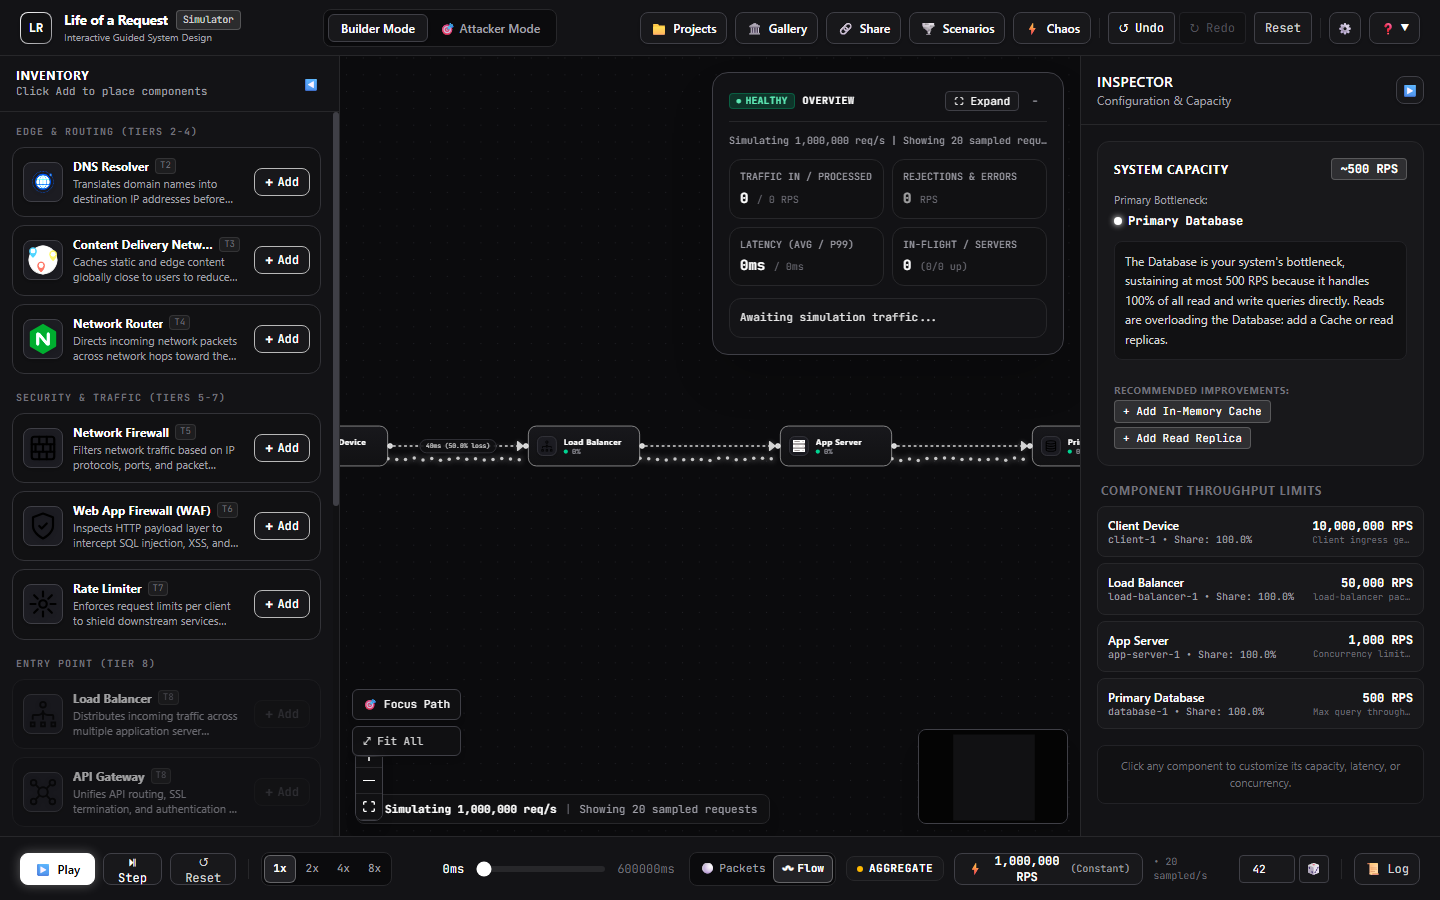 LR
Life of a Request
Simulator
Interactive Guided System Design
Builder Mode
Attacker Mode
Projects
Gallery
Share
Scenarios
Chaos
↺ Undo
↻ Redo
Reset
INVENTORY
Click Add to place components
EDGE & ROUTING (TIERS 2-4)
DNS Resolver T2
Translates domain names into
destination IP addresses before...
+ Add
Content Delivery Netw... T3
Caches static and edge content
globally close to users to reduce...
+ Add
Network Router T4
Directs incoming network packets
across network hops toward the...
+ Add
SECURITY & TRAFFIC (TIERS 5-7)
Network Firewall T5
Filters network traffic based on IP
protocols, ports, and packet...
+ Add
Web App Firewall (WAF) T6
Inspects HTTP payload layer to
intercept SQL injection, XSS, and...
+ Add
Rate Limiter T7
Enforces request limits per client
to shield downstream services...
+ Add
ENTRY POINT (TIER 8)
Load Balancer T8
Distributes incoming traffic across
multiple application server...
+ Add
API Gateway T8
Unifies API routing, SSL
termination, and authentication ...
+ Add
HEALTHY OVERVIEW
Expand
-
Simulating 1,000,000 req/s | Showing 20 sampled requ…
TRAFFIC IN / PROCESSED
0 / 0 RPS
REJECTIONS & ERRORS
0 RPS
LATENCY (AVG / P99)
0ms / 0ms
IN-FLIGHT / SERVERS
0 (0/0 up)
Awaiting simulation traffic...
Device
40ms (50.0% loss)
Load Balancer
0%
App Server
0%
Pri
0
Focus Path
Fit All
Simulating 1,000,000 req/s | Showing 20 sampled requests
INSPECTOR
Configuration & Capacity
SYSTEM CAPACITY
~500 RPS
Primary Bottleneck:
Primary Database
The Database is your system's bottleneck,
sustaining at most 500 RPS because it handles
100% of all read and write queries directly. Reads
are overloading the Database: add a Cache or read
replicas.
RECOMMENDED IMPROVEMENTS:
+ Add In-Memory Cache
+ Add Read Replica
COMPONENT THROUGHPUT LIMITS
Client Device 10,000,000 RPS
client-1 • Share: 100.0% Client ingress ge…
Load Balancer 50,000 RPS
load-balancer-1 • Share: 100.0% load-balancer pac…
App Server 1,000 RPS
app-server-1 • Share: 100.0% Concurrency limit…
Primary Database 500 RPS
database-1 • Share: 100.0% Max query through…
Click any component to customize its capacity, latency, or
concurrency.
Play
Step
↺
Reset
1x 2x 4x 8x
0ms
600000ms
Packets
Flow
AGGREGATE
1,000,000
RPS
(Constant)
• 20
sampled/s
42
Log